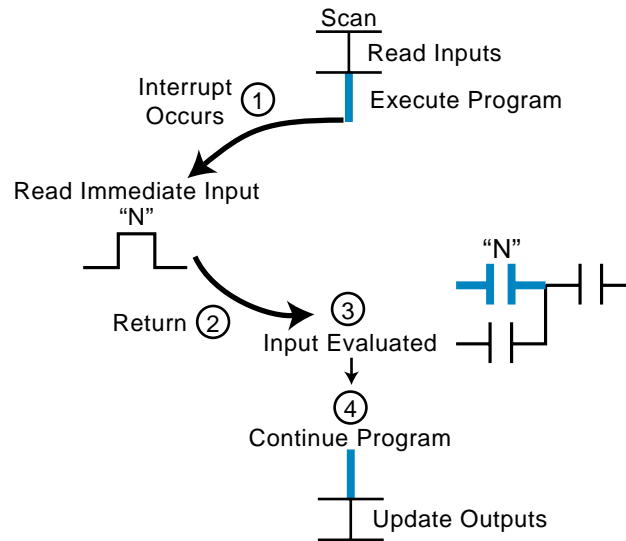 Scan
Read Inputs
Execute Program
Interrupt
Occurs
1
Read Immediate Input
“N”
Return 2
3
Input Evaluated
“N”
4
Continue Program
Update Outputs